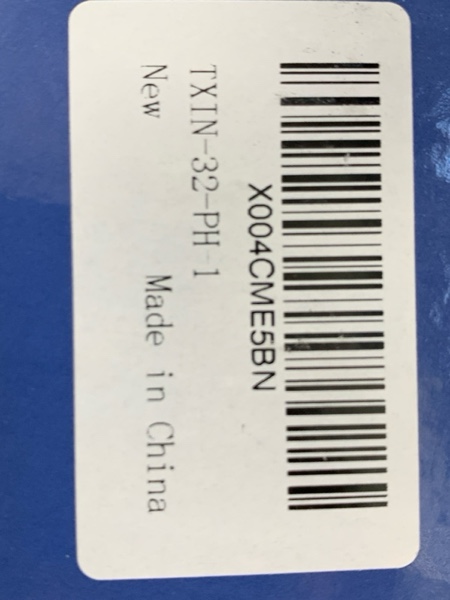 X004CME5BN
TXIN-32-PH-1
New Made in China